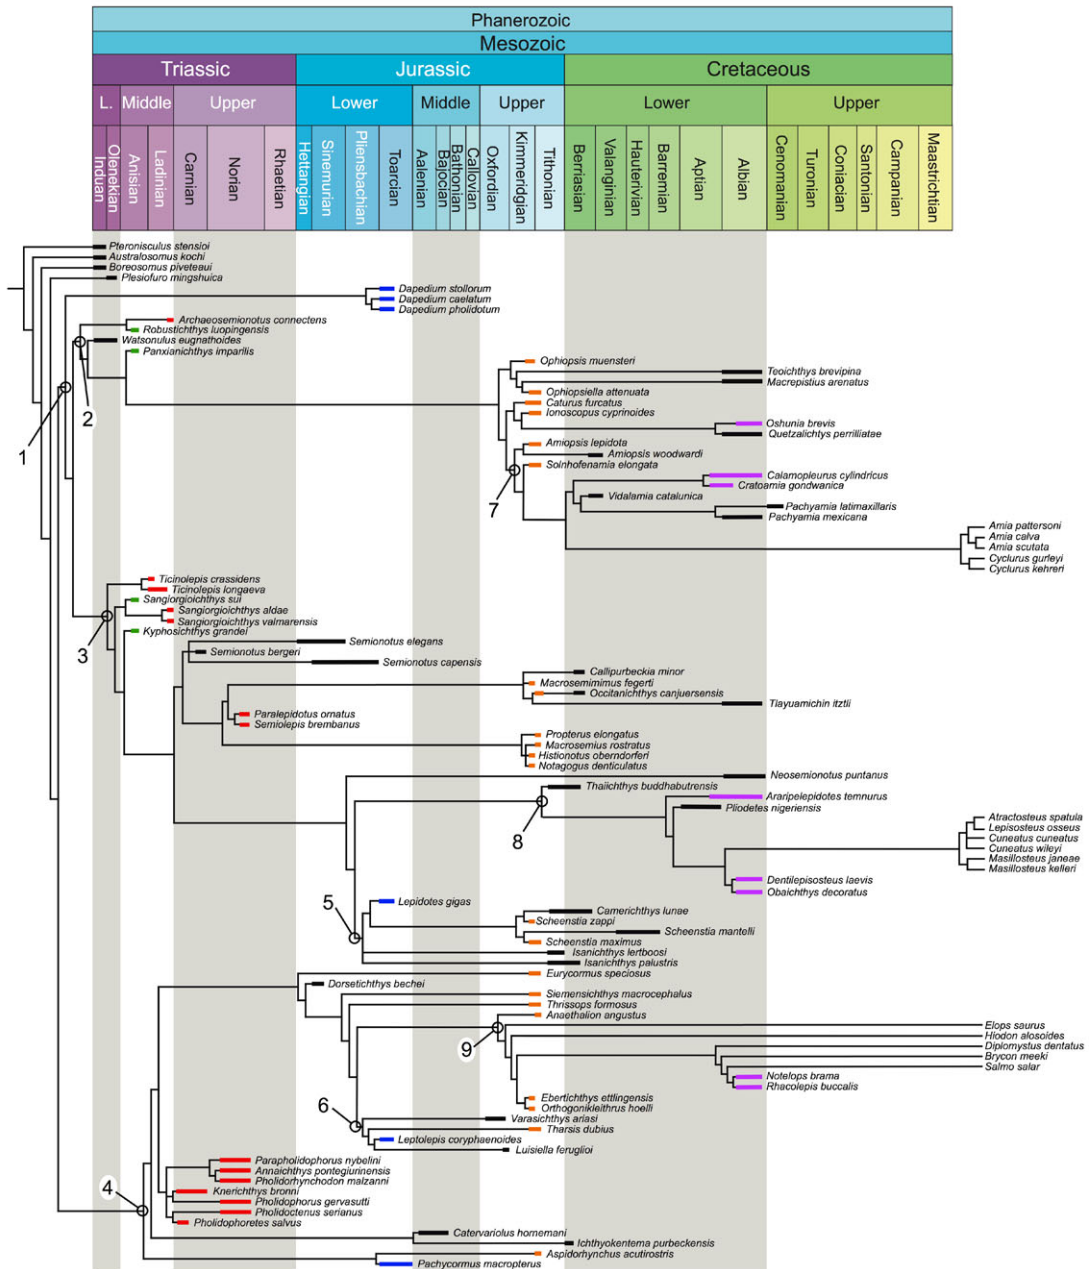 Phanerozoic
Mesozoic
Triassic
Jurassic
Cretaceous
L.
Middle
Upper
Lower
Middle
Upper
Lower
Upper
Induan
Olenekian
Anisian
Ladinian
Carnian
Norian
Rhaetian
Hettangian
Sinemurian
Pliensbachian
Toarcian
Aalenian
Bajocian
Bathonian
Callovian
Oxfordian
Kimmeridgian
Tithonian
Berriasian
Valanginian
Hauterivian
Barremian
Aptian
Albian
Cenomanian
Turonian
Coniacian
Santonian
Campanian
Maastrichtian
Pteronisculus stensioi
Australosomus kochi
Boreosomus piveteaui
Plesiofuro mingshuica
Dapedium stollorum
Dapedium caelatum
Dapedium pholidotum
Archaeosemionotus connectens
Robustichthys luopingensis
Watsonulus eugnathoides
Panxianichthys imparilis
Ophiopsis muensteri
Teoichthys brevipina
Macrepistius arenatus
Ophiopsiella attenuata
Caturus furcatus
Ionoscopus cyprinoides
Oshunia brevis
Quetzalichtys perrilliatae
2
1
Amiopsis lepidota
Amiopsis woodwardi
Solnhofenamia elongata
7
Calamopleurus cylindricus
Cratoamia gondwanica
Vidalamia catalunica
Pachyamia latimaxillaris
Pachyamia mexicana
Amia pattersoni
Amia calva
Amia scutata
Cyclurus gurleyi
Cyclurus kehreri
Ticinolepis crassidens
Ticinolepis longaeva
Sangiorgioichthys sui
Sangiorgioichthys aldae
Sangiorgioichthys valmarensis
Kyphosichthys grandei
3
Semionotus elegans
Semionotus bergeri
Semionotus capensis
Callipurbeckia minor
Macrosemimimus fegerti
Occitanichthys canjuersensis
Tlayuamichin itztli
Paralepidotus ornatus
Semiolepis brembanus
Propterus elongatus
Macrosemius rostratus
Histionotus oberndorferi
Notagogus denticulatus
Neosemionotus puntanus
Thaiichthys buddhabutrensis
Araripelepidotes temnurus
Pliodetes nigeriensis
8
Atractosteus spatula
Lepisosteus osseus
Cuneatus cuneatus
Cuneatus wileyi
Masillosteus janeae
Masillosteus kelleri
Dentilepisosteus laevis
Obaichthys decoratus
5
Lepidotes gigas
Camerichthys lunae
Scheenstia zappi
Scheenstia mantelli
Scheenstia maximus
Isanichthys lertboosi
Isanichthys palustris
Eurycormus speciosus
Dorsetichthys bechei
Siemensichthys macrocephalus
Thrissops formosus
Anaethalion angustus
9
Elops saurus
Hiodon alosoides
Diplomystus dentatus
Brycon meeki
Salmo salar
Notelops brama
Rhacolepis buccalis
Ebertichthys ettlingensis
Orthogonikleithrus hoelli
6
Varasichthys ariasi
Tharsis dubius
Leptolepis coryphaenoides
Luisiella feruglioi
Parapholidophorus nybelini
Annaichthys pontegiurinensis
Pholidorhynchodon malzanni
Knerichthys bronni
Pholidophorus gervasutti
Pholidoctenus serianus
Pholidophoretes salvus
4
Catervariolus hornemani
Ichthyokentema purbeckensis
Aspidorhynchus acutirostris
Pachycormus macropterus